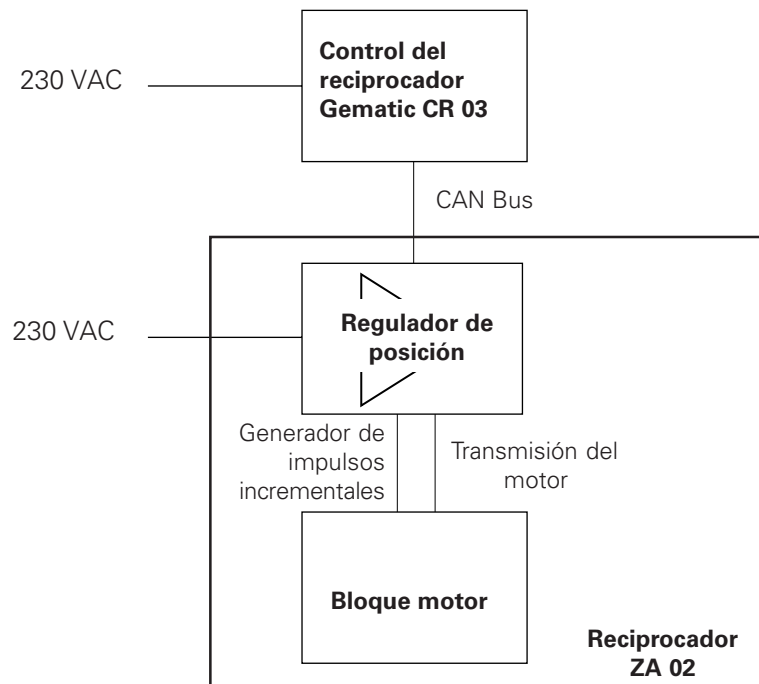 Control del
reciprocador
Gematic CR 03
230 VAC
CAN Bus
Regulador de
posición
230 VAC
Generador de
impulsos
incrementales
Transmisión del
motor
Bloque motor
Reciprocador
ZA 02